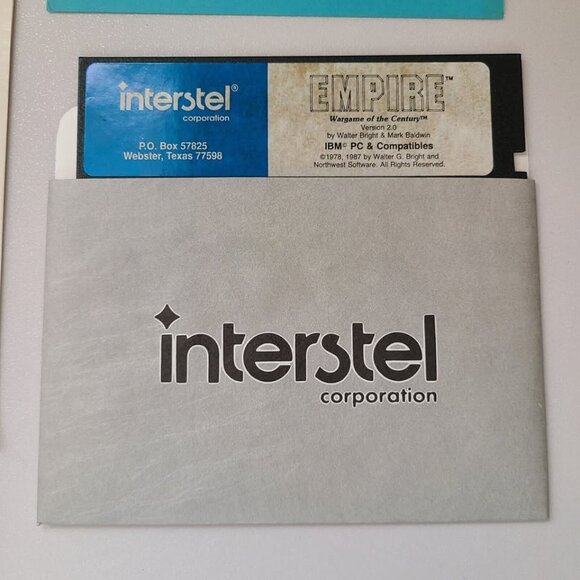 interstel®
corporation
P.O. Box 57825
Webster, Texas 77598
EMPIRE™
Wargame of the Century™
Version 2.0
by Walter Bright & Mark Baldwin
IBM© PC & Compatibles
©1978, 1987 by Walter G. Bright and
Northwest Software. All Rights Reserved.
interstel
corporation